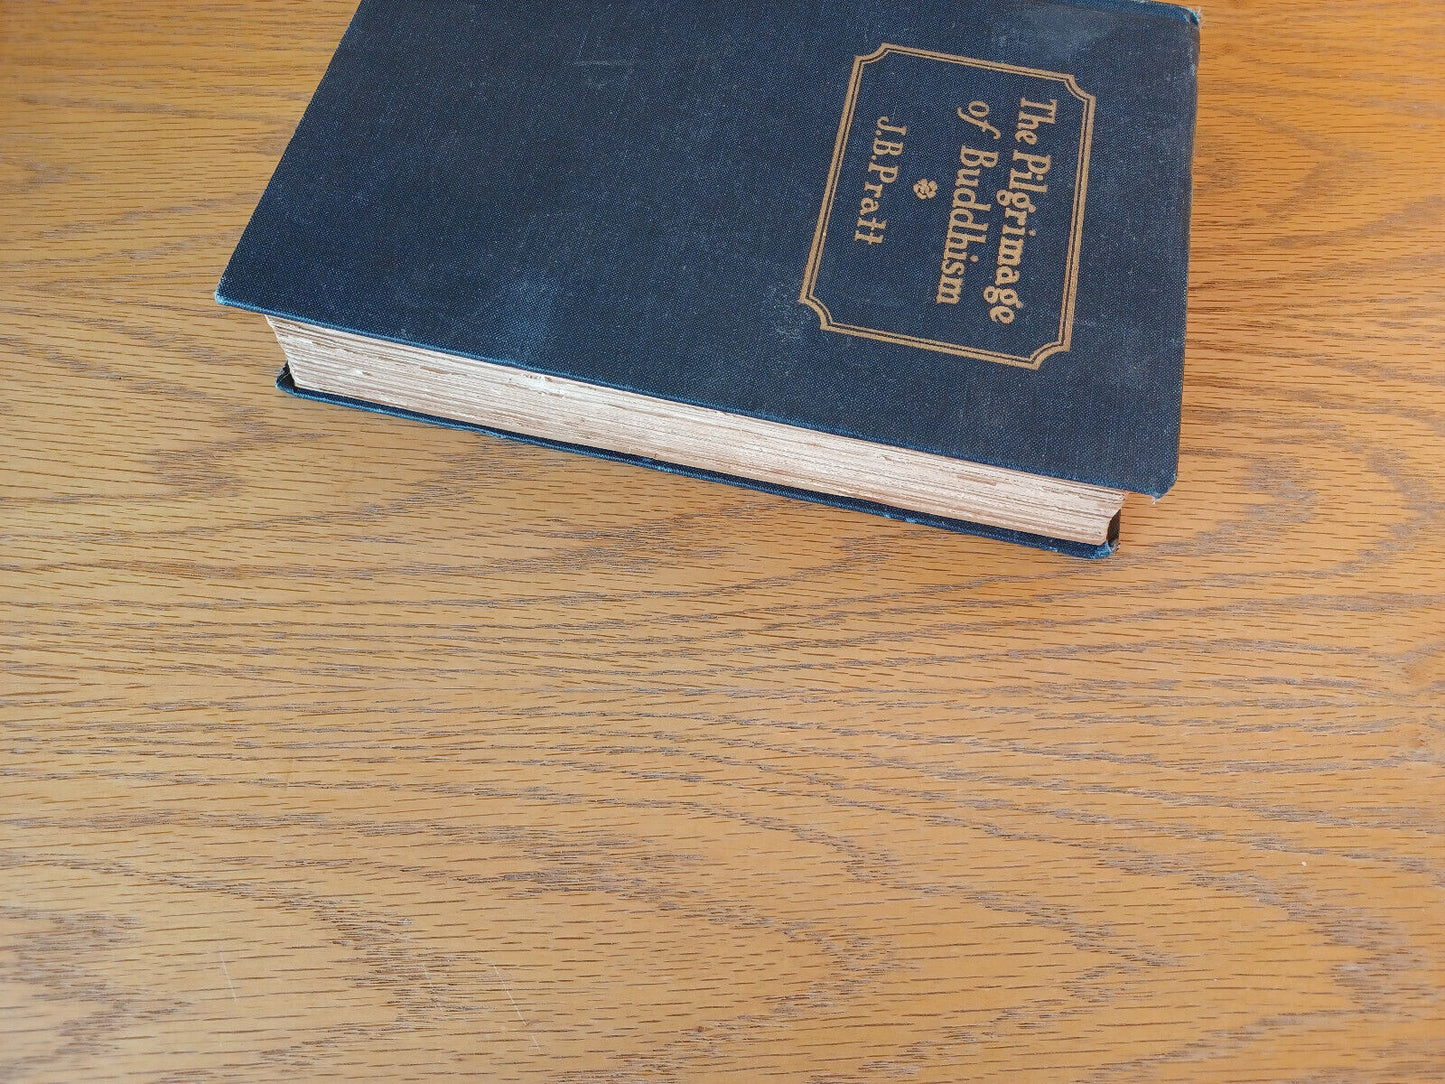 The Pilgrimage
of Buddhism
J.B.Pratt